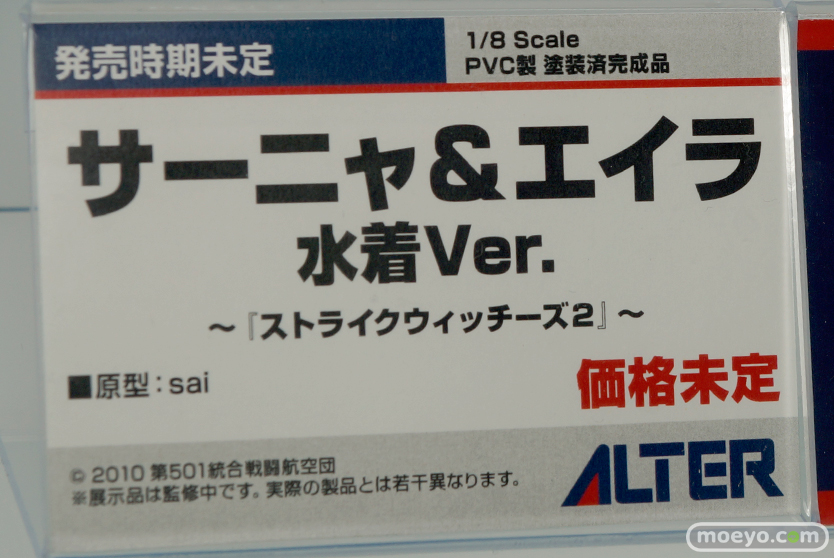 発売時期未定
1/8 Scale
PVC製 塗装済完成品
サーニャ&エイラ
水着Ver.
～『ストライクウィッチーズ2』～
■原型：sai
価格未定
© 2010 第501統合戦闘航空団
※展示品は監修中です。実際の製品とは若干異なります。
ALTER
moeyo.com